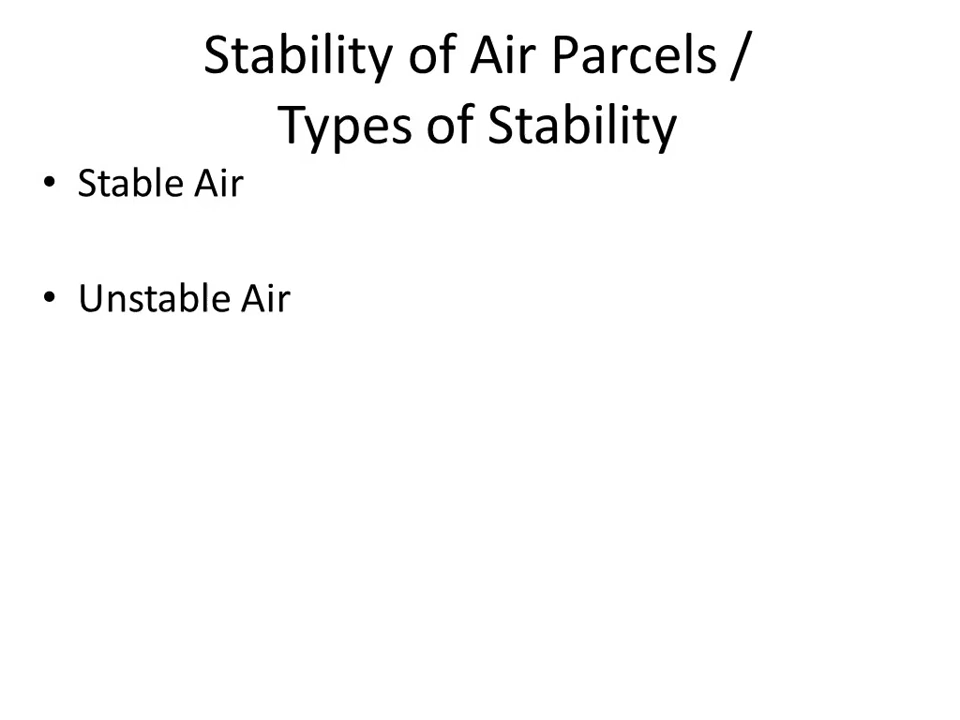 Stability of Air Parcels /
Types of Stability
• Stable Air
• Unstable Air